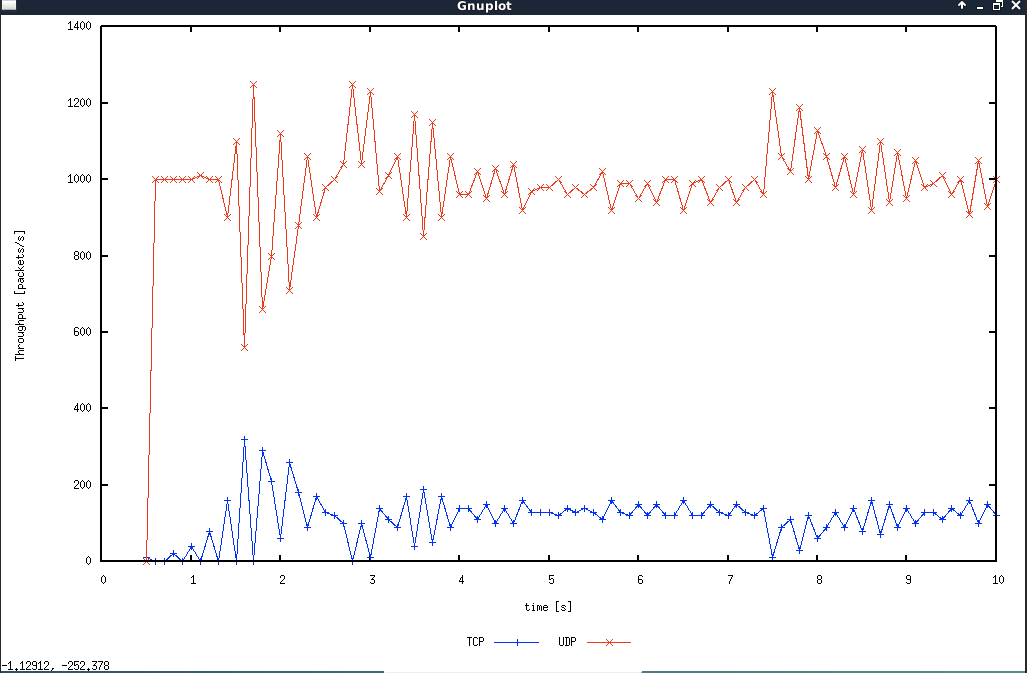 Gnuplot
1400
1200
1000
800
600
400
200
0
Throughput [packets/s]
0 1 2 3 4 5 6 7 8 9 10
time [s]
TCP UDP
-1.12912, -252.378